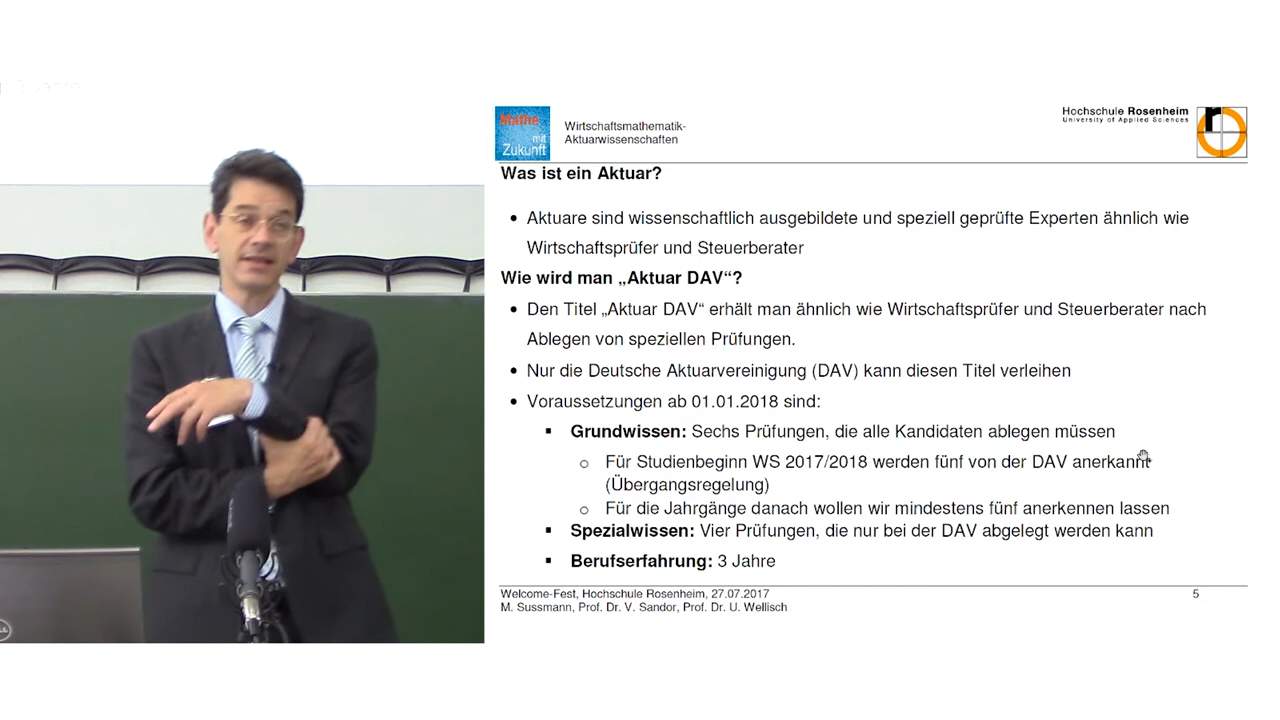 Mathe
mit
Zukunft
Wirtschaftsmathematik-
Aktuarwissenschaften
Hochschule Rosenheim
University of Applied Sciences
r
Was ist ein Aktuar?
• Aktuare sind wissenschaftlich ausgebildete und speziell geprüfte Experten ähnlich wie
Wirtschaftsprüfer und Steuerberater
Wie wird man „Aktuar DAV“?
• Den Titel „Aktuar DAV“ erhält man ähnlich wie Wirtschaftsprüfer und Steuerberater nach
Ablegen von speziellen Prüfungen.
• Nur die Deutsche Aktuarvereinigung (DAV) kann diesen Titel verleihen
• Voraussetzungen ab 01.01.2018 sind:
▪ Grundwissen: Sechs Prüfungen, die alle Kandidaten ablegen müssen
o Für Studienbeginn WS 2017/2018 werden fünf von der DAV anerkannt
(Übergangsregelung)
o Für die Jahrgänge danach wollen wir mindestens fünf anerkennen lassen
▪ Spezialwissen: Vier Prüfungen, die nur bei der DAV abgelegt werden kann
▪ Berufserfahrung: 3 Jahre
Welcome-Fest, Hochschule Rosenheim, 27.07.2017
5
M. Sussmann, Prof. Dr. V. Sandor, Prof. Dr. U. Wellisch